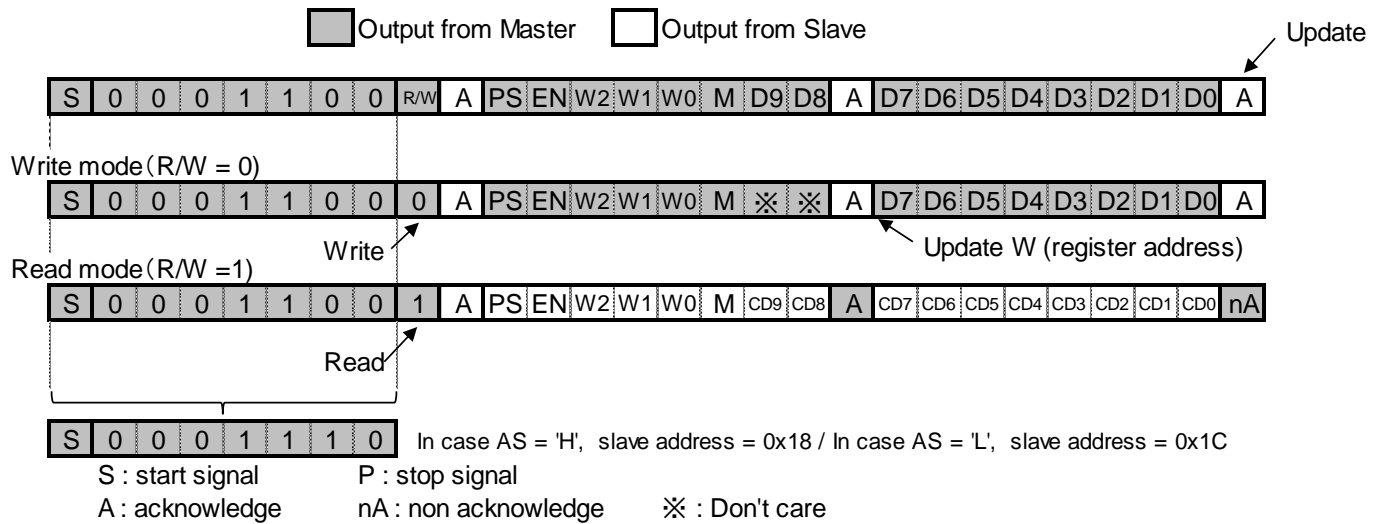 Output from Master Output from Slave
Update
S 0 0 0 1 1 0 0 R/W A PS EN W2 W1 W0 M D9 D8 A D7 D6 D5 D4 D3 D2 D1 D0 A
Write mode（R/W = 0)
S 0 0 0 1 1 0 0 0 A PS EN W2 W1 W0 M ※ ※ A D7 D6 D5 D4 D3 D2 D1 D0 A
Write Update W (register address)
Read mode（R/W =1)
S 0 0 0 1 1 0 0 1 A PS EN W2 W1 W0 M CD9 CD8 A CD7 CD6 CD5 CD4 CD3 CD2 CD1 CD0 nA
Read
S 0 0 0 1 1 1 0 In case AS = 'H', slave address = 0x18 / In case AS = 'L', slave address = 0x1C
S : start signal P : stop signal
A : acknowledge nA : non acknowledge ※ : Don't care